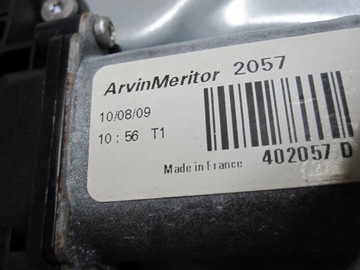 ArvinMeritor 2057
10/08/09
10:56 T1
Made in France
402057 D